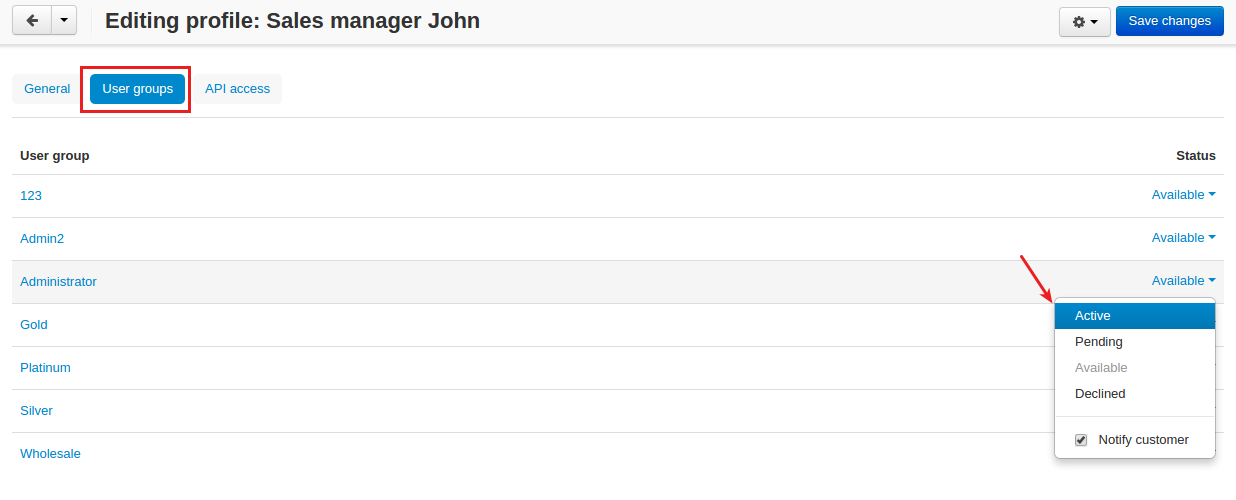 Editing profile: Sales manager John
Save changes
General
User groups
API access
User group
Status
123
Available
Admin2
Available
Administrator
Available
Gold
Active
Pending
Platinum
Available
Declined
Silver
Notify customer
Wholesale